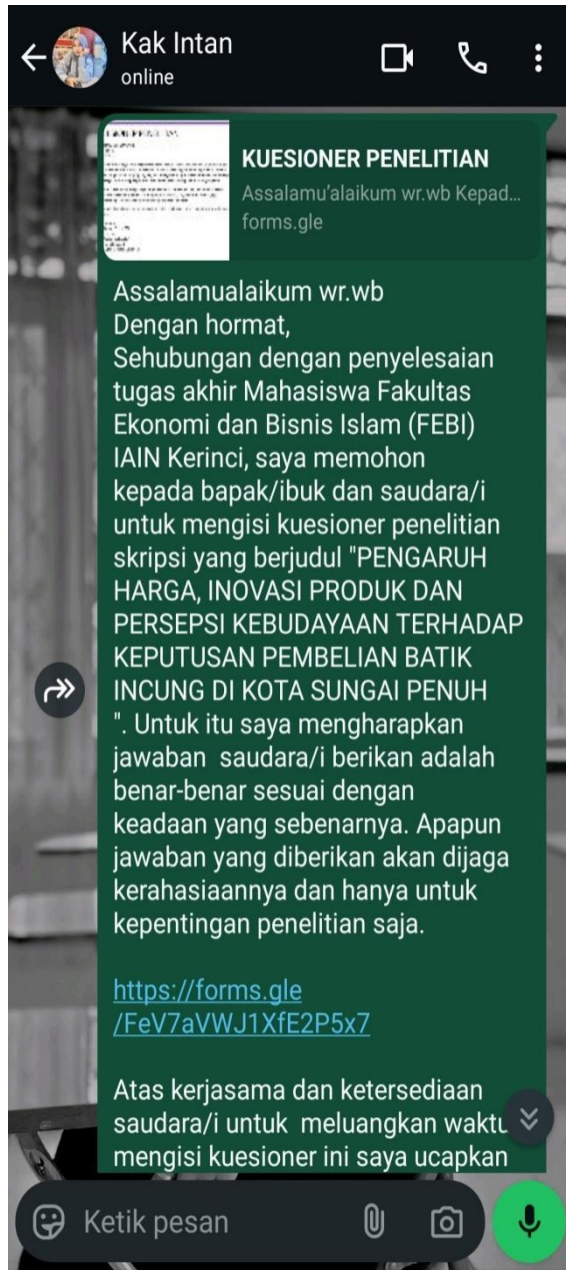 Kak Intan
online
KUESIONER PENELITIAN
Assalamu'alaikum wr.wb Kepad...
forms.gle
Assalamualaikum wr.wb
Dengan hormat,
Sehubungan dengan penyelesaian
tugas akhir Mahasiswa Fakultas
Ekonomi dan Bisnis Islam (FEBI)
IAIN Kerinci, saya memohon
kepada bapak/ibuk dan saudara/i
untuk mengisi kuesioner penelitian
skripsi yang berjudul "PENGARUH
HARGA, INOVASI PRODUK DAN
PERSEPSI KEBUDAYAAN TERHADAP
KEPUTUSAN PEMBELIAN BATIK
INCUNG DI KOTA SUNGAI PENUH
". Untuk itu saya mengharapkan
jawaban saudara/i berikan adalah
benar-benar sesuai dengan
keadaan yang sebenarnya. Apapun
jawaban yang diberikan akan dijaga
kerahasiaannya dan hanya untuk
kepentingan penelitian saja.
https://forms.gle
/FeV7aVWJ1XfE2P5x7
Atas kerjasama dan ketersediaan
saudara/i untuk meluangkan waktu
mengisi kuesioner ini saya ucapkan
Ketik pesan